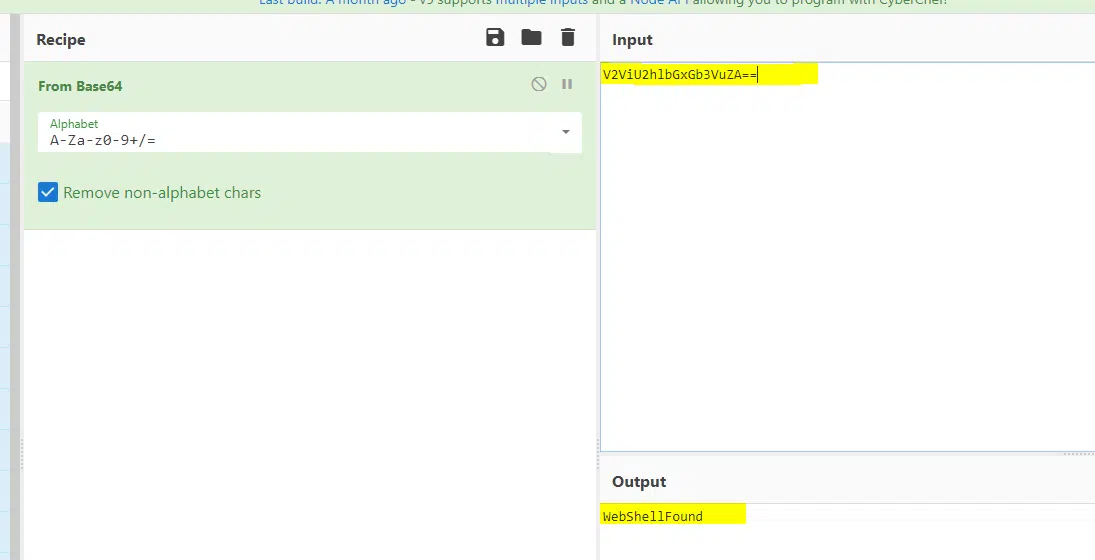 Last build: A month ago - v9 supports multiple inputs and a Node API allowing you to program with CyberChef!
Recipe
From Base64
Alphabet
A-Za-z0-9+/=
Remove non-alphabet chars
Input
V2ViU2hlbGxGb3VuZA==
Output
WebShellFound